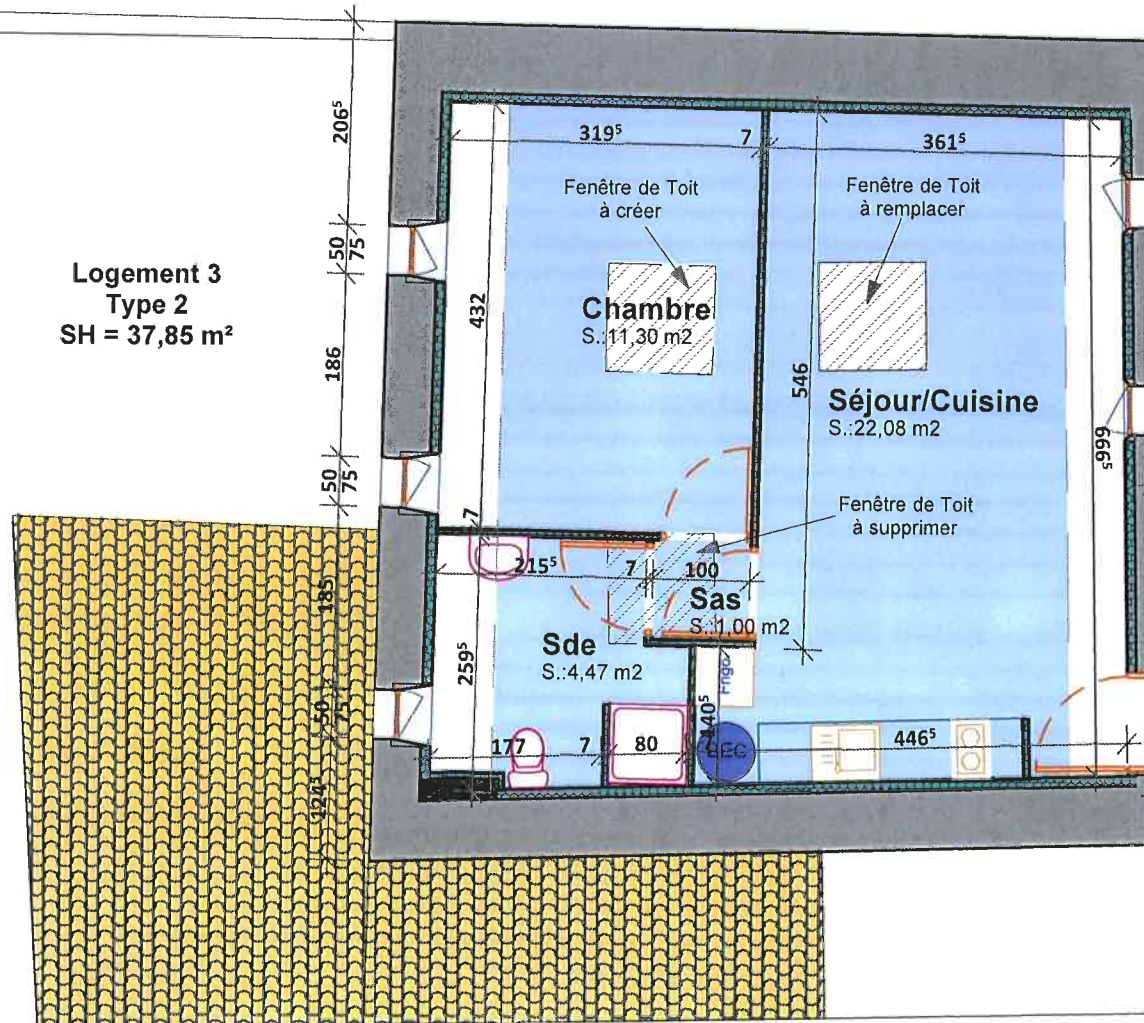 206⁵
319⁵
7
361⁵
Fenêtre de Toit
à créer
Fenêtre de Toit
à remplacer
50
75
Logement 3
Type 2
SH = 37,85 m²
432
Chambre
S.:11,30 m2
186
546
Séjour/Cuisine
S.:22,08 m2
50
75
7
Fenêtre de Toit
à supprimer
215⁵
7
100
185
Sas
S.:1,00 m2
Sde
S.:4,47 m2
259⁵
Frigo
50
75
177
7
80
446⁵
124⁵